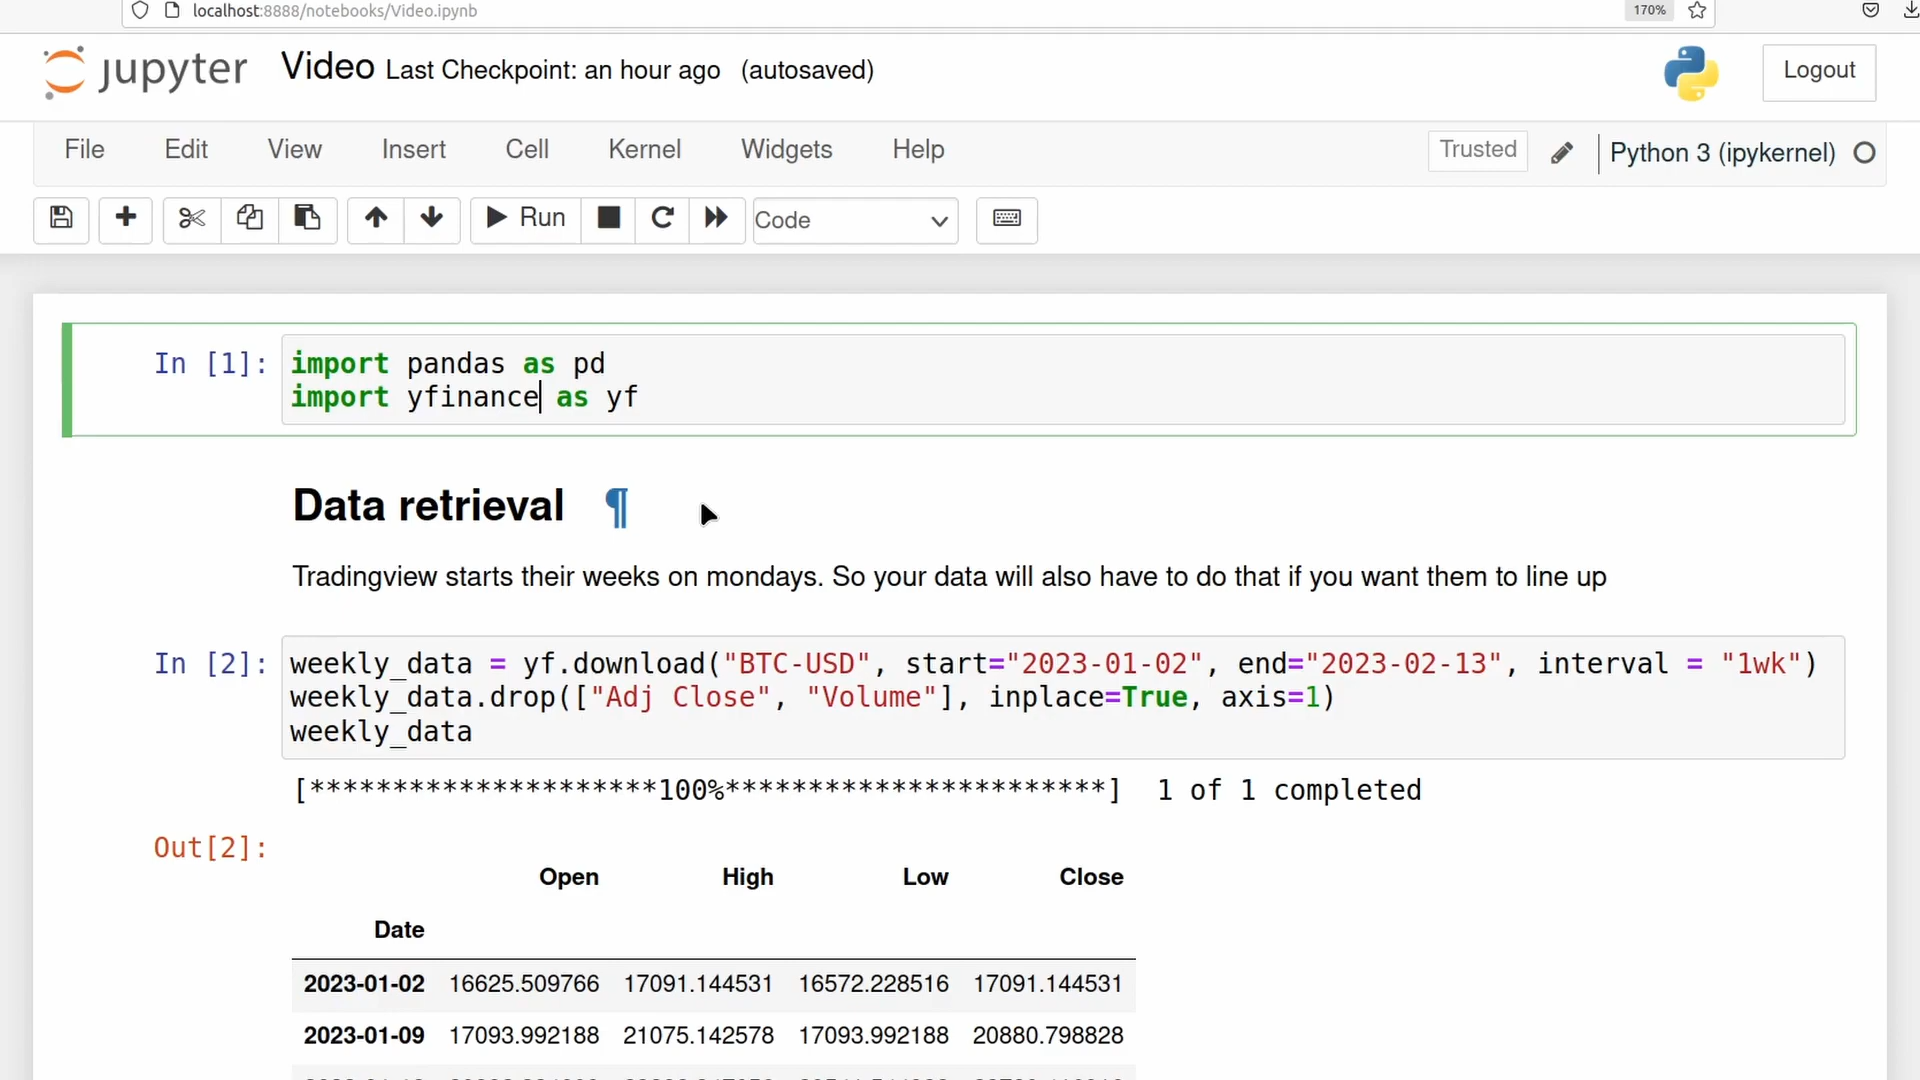 localhost:8888/notebooks/Video.ipynb 170%
jupyter Video Last Checkpoint: an hour ago (autosaved) Logout
File Edit View Insert Cell Kernel Widgets Help Trusted Python 3 (ipykernel)
Run Code
In [1]: import pandas as pd
import yfinance as yf
Data retrieval ¶
Tradingview starts their weeks on mondays. So your data will also have to do that if you want them to line up
In [2]: weekly_data = yf.download("BTC-USD", start="2023-01-02", end="2023-02-13", interval = "1wk")
weekly_data.drop(["Adj Close", "Volume"], inplace=True, axis=1)
weekly_data
[*********************100%***********************] 1 of 1 completed
Out[2]:
Open High Low Close
Date
2023-01-02 16625.509766 17091.144531 16572.228516 17091.144531
2023-01-09 17093.992188 21075.142578 17093.992188 20880.798828